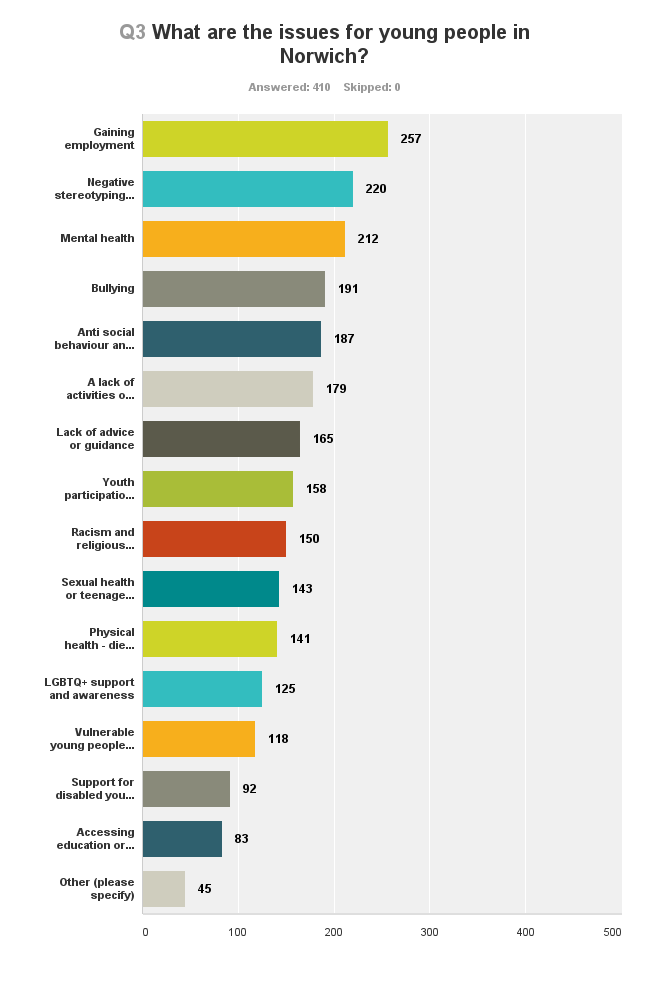 Q3 What are the issues for young people in
Norwich?
Answered: 410 Skipped: 0
Gaining
employment
257
Negative
stereotyping...
220
Mental health
212
Bullying
191
Anti social
behaviour an...
187
A lack of
activities o...
179
Lack of advice
or guidance
165
Youth
participatio...
158
Racism and
religious...
150
Sexual health
or teenage...
143
Physical
health - die...
141
LGBTQ+ support
and awareness
125
Vulnerable
young people...
118
Support for
disabled you...
92
Accessing
education or...
83
Other (please
specify)
45
0 100 200 300 400 500